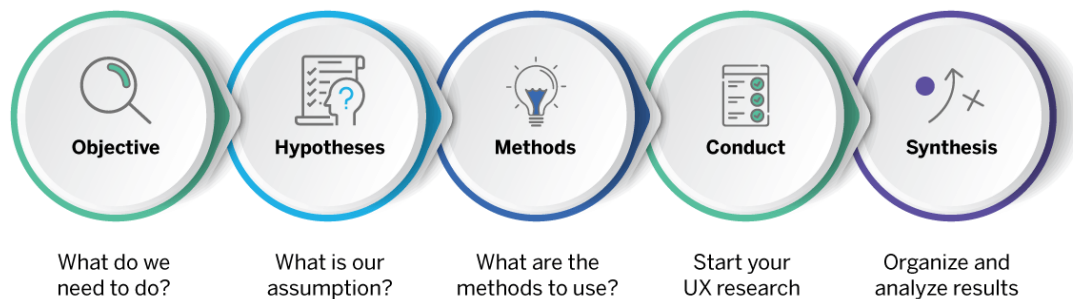 Objective
Hypotheses
Methods
Conduct
Synthesis
What do we
need to do?
What is our
assumption?
What are the
methods to use?
Start your
UX research
Organize and
analyze results